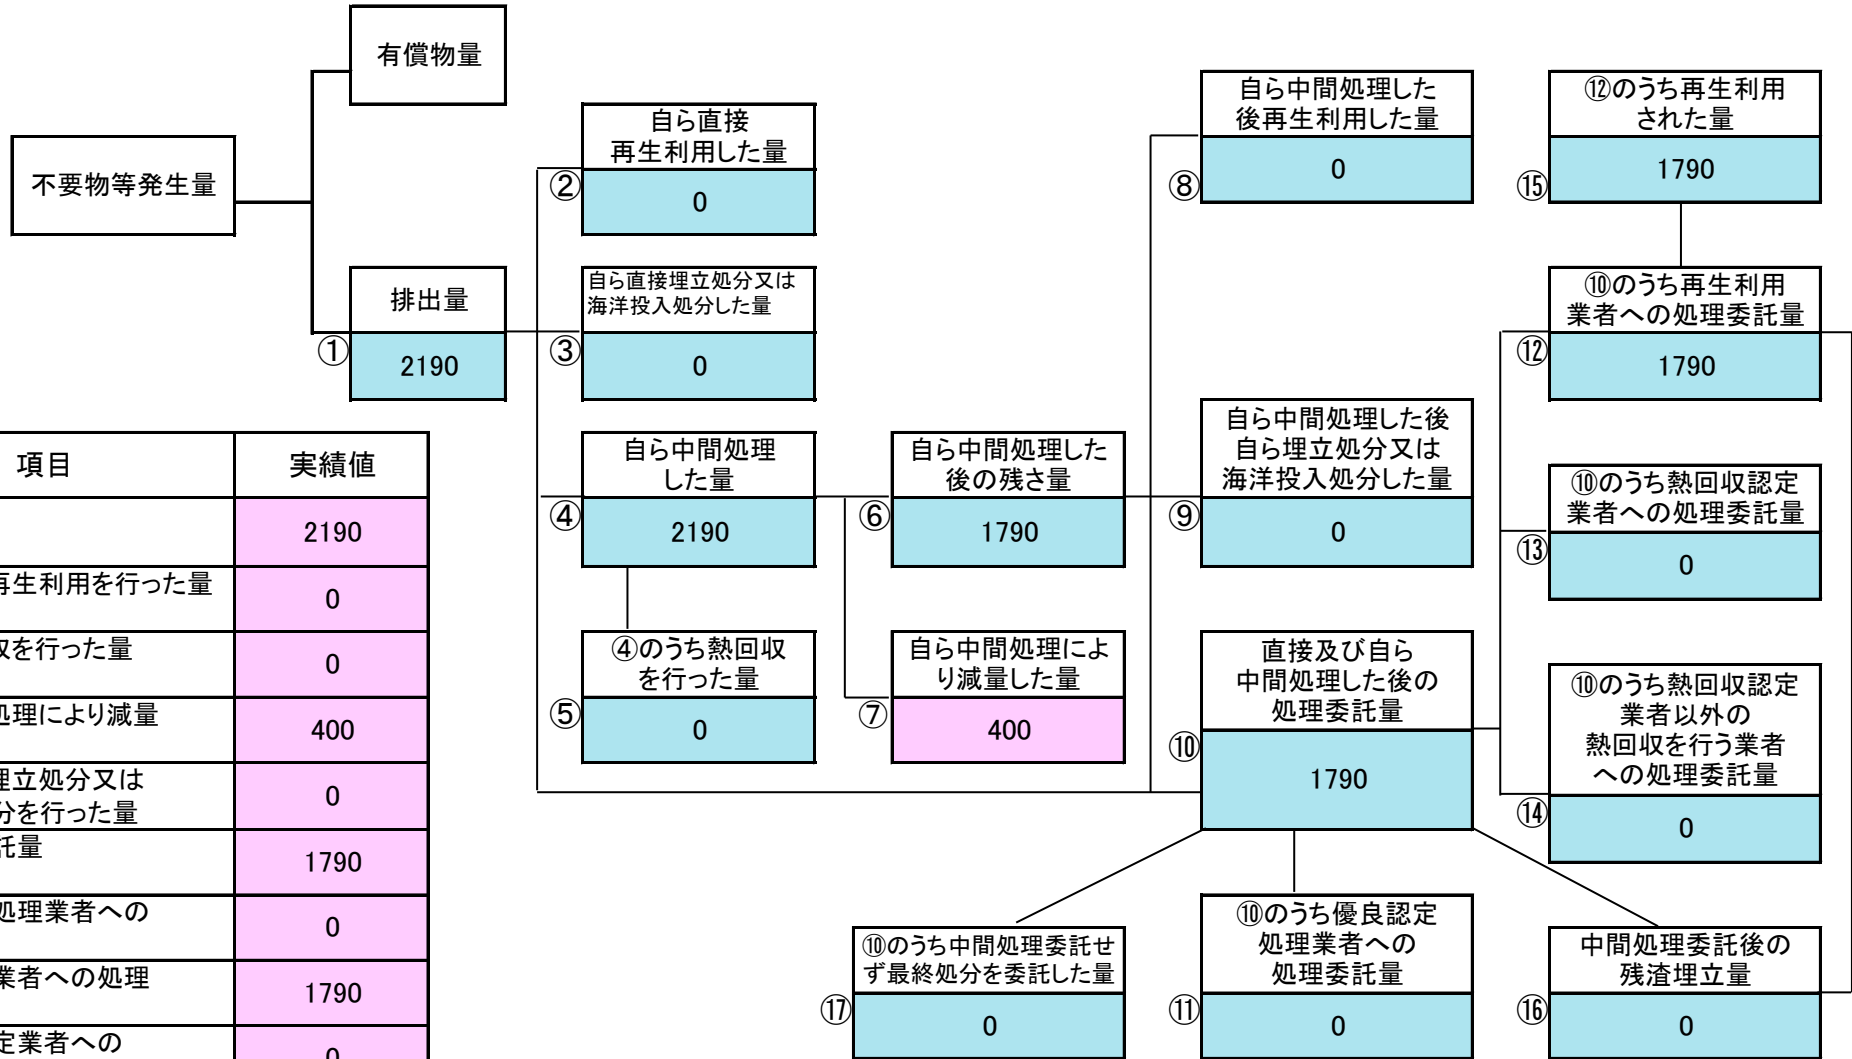 有償物量
不要物等発生量
排出量
①
2190
自ら直接
再生利用した量
②
0
自ら直接埋立処分又は
海洋投入処分した量
③
0
自ら中間処理
した量
④
2190
④のうち熱回収
を行った量
⑤
0
自ら中間処理した
後の残さ量
⑥
1790
自ら中間処理によ
り減量した量
⑦
400
自ら中間処理した
後再生利用した量
⑧
0
自ら中間処理した後
自ら埋立処分又は
海洋投入処分した量
⑨
0
直接及び自ら
中間処理した後の
処理委託量
⑩
1790
⑫のうち再生利用
された量
⑮
1790
⑩のうち再生利用
業者への処理委託量
⑫
1790
⑩のうち熱回収認定
業者への処理委託量
⑬
0
⑩のうち熱回収認定
業者以外の
熱回収を行う業者
への処理委託量
⑭
0
⑩のうち中間処理委託せ
ず最終処分を委託した量
⑰
0
⑩のうち優良認定
処理業者への
処理委託量
⑪
0
中間処理委託後の
残渣埋立量
⑯
0
項目 実績値
2190
再生利用を行った量 0
を行った量 0
処理により減量 400
埋立処分又は
分を行った量 0
託量 1790
処理業者への 0
業者への処理 1790
定業者への 0